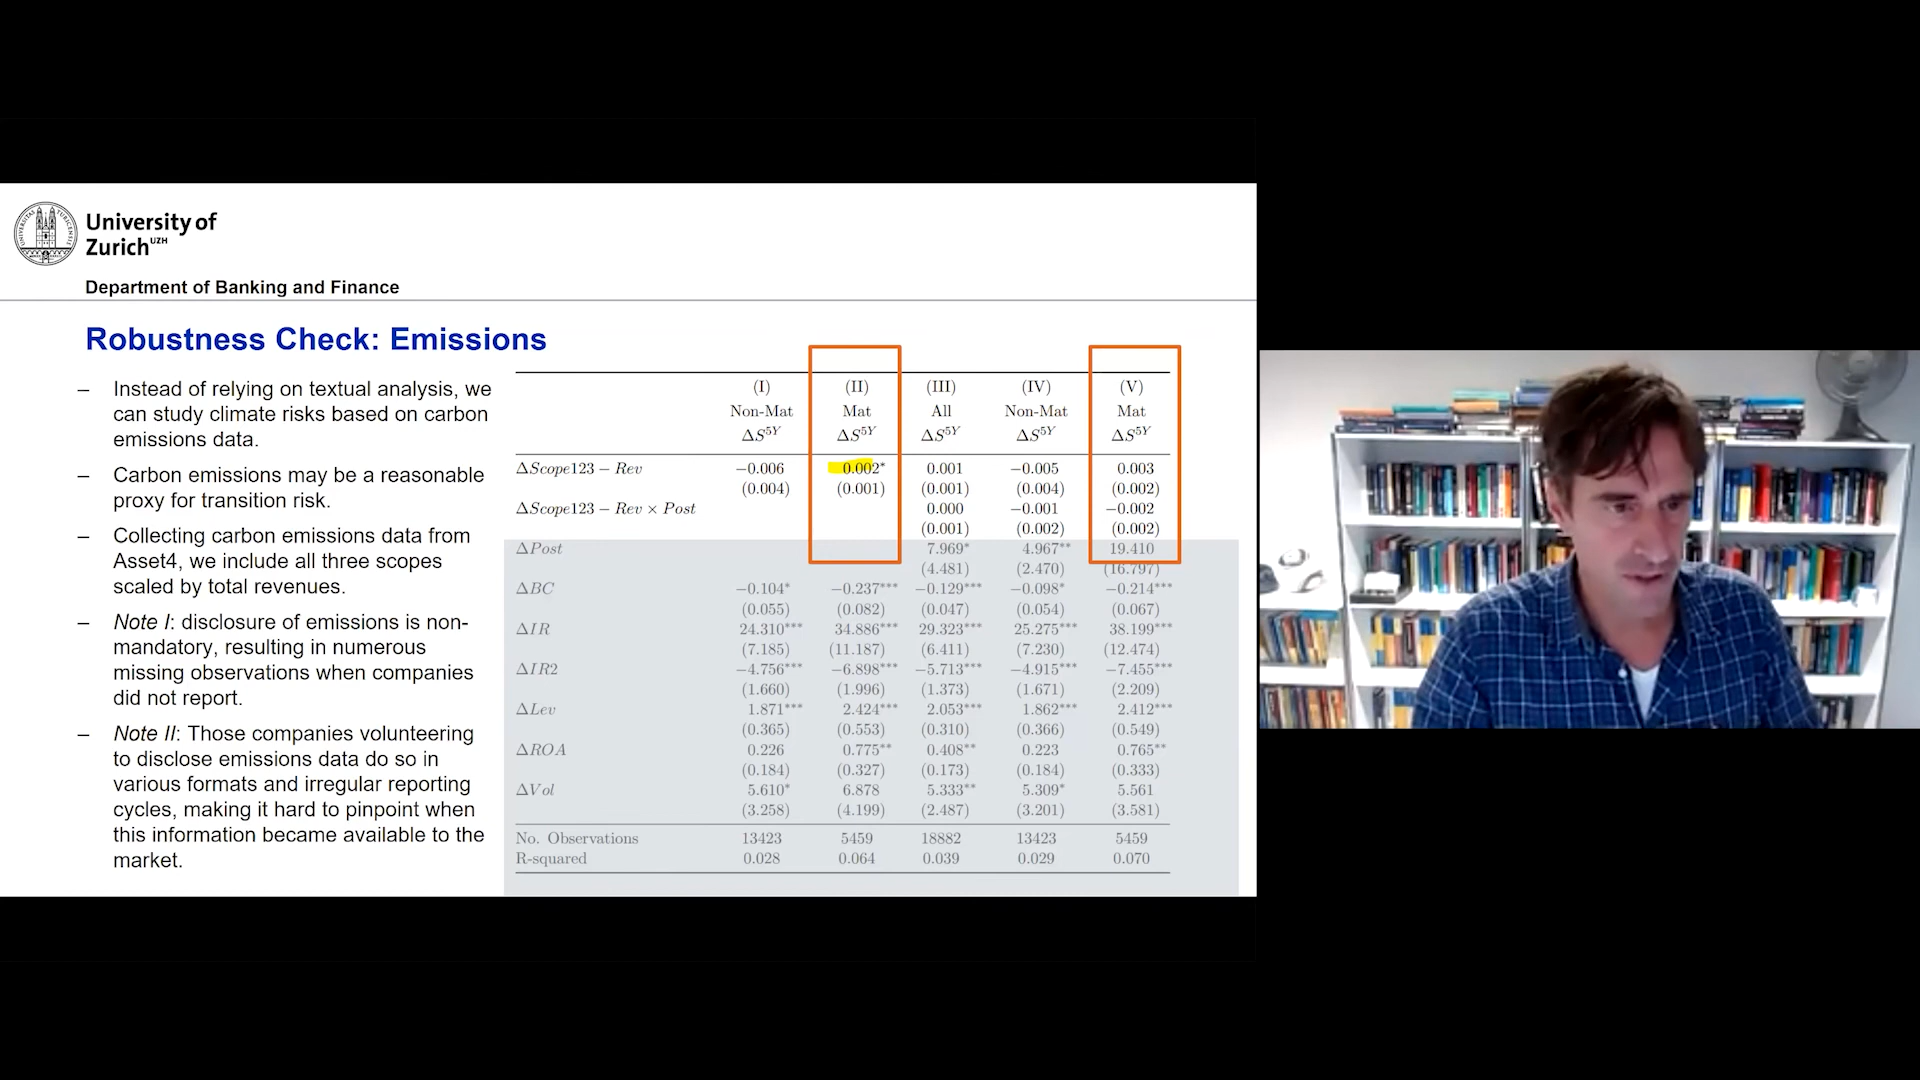 University of
Zurich UZH
Department of Banking and Finance
Robustness Check: Emissions
– Instead of relying on textual analysis, we
can study climate risks based on carbon
emissions data.
– Carbon emissions may be a reasonable
proxy for transition risk.
– Collecting carbon emissions data from
Asset4, we include all three scopes
scaled by total revenues.
– Note I: disclosure of emissions is non-
mandatory, resulting in numerous
missing observations when companies
did not report.
– Note II: Those companies volunteering
to disclose emissions data do so in
various formats and irregular reporting
cycles, making it hard to pinpoint when
this information became available to the
market.
(I) (II) (III) (IV) (V)
Non-Mat Mat All Non-Mat Mat
ΔS5Y ΔS5Y ΔS5Y ΔS5Y ΔS5Y
ΔScope123 − Rev −0.006 0.002* 0.001 −0.005 0.003
(0.004) (0.001) (0.001) (0.004) (0.002)
ΔScope123 − Rev × Post 0.000 −0.001 −0.002
(0.001) (0.002) (0.002)
ΔPost 7.969* 4.967** 19.410
(4.481) (2.470) (16.797)
ΔBC −0.104* −0.237*** −0.129*** −0.098* −0.214***
(0.055) (0.082) (0.047) (0.054) (0.067)
ΔIR 24.310*** 34.886*** 29.323*** 25.275*** 38.199***
(7.185) (11.187) (6.411) (7.230) (12.474)
ΔIR2 −4.756*** −6.898*** −5.713*** −4.915*** −7.455***
(1.660) (1.996) (1.373) (1.671) (2.209)
ΔLev 1.871*** 2.424*** 2.053*** 1.862*** 2.412***
(0.365) (0.553) (0.310) (0.366) (0.549)
ΔROA 0.226 0.775** 0.408** 0.223 0.765**
(0.184) (0.327) (0.173) (0.184) (0.333)
ΔVol 5.610* 6.878 5.333** 5.309* 5.561
(3.258) (4.199) (2.487) (3.201) (3.581)
No. Observations 13423 5459 18882 13423 5459
R-squared 0.028 0.064 0.039 0.029 0.070